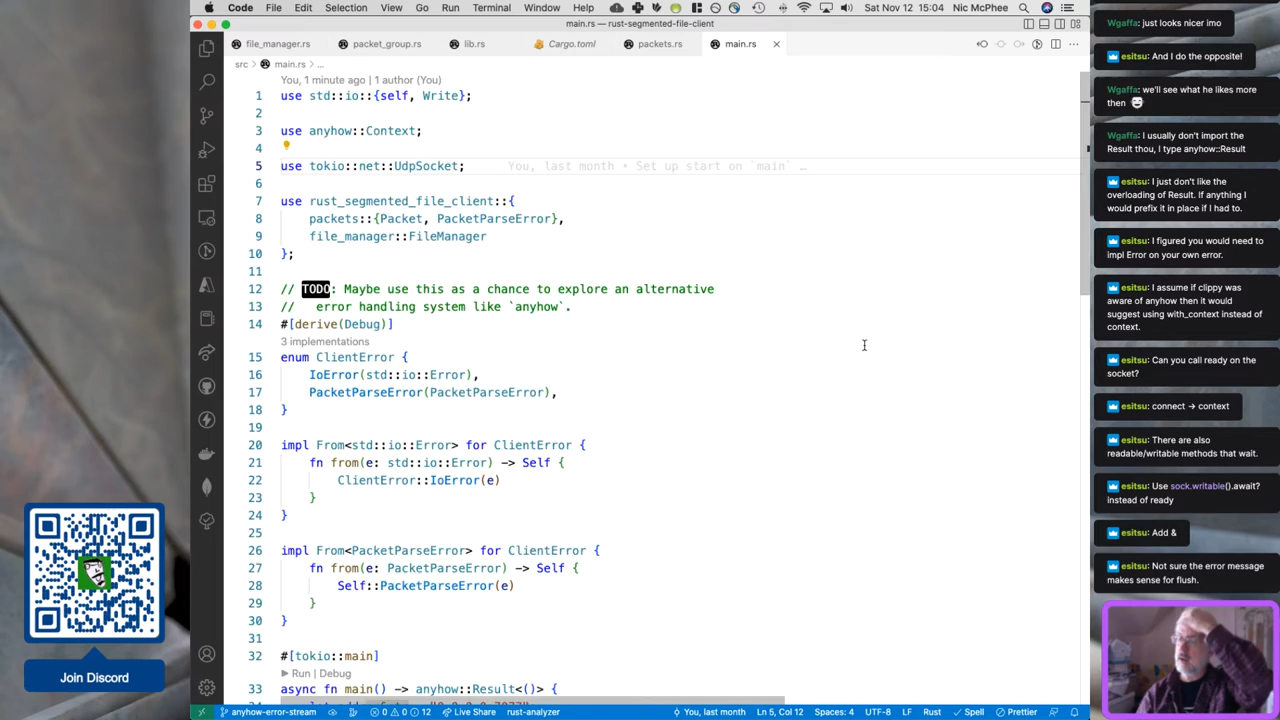 Code File Edit Selection View Go Run Terminal Window Help Sat Nov 12 15:04 Nic McPhee
main.rs — rust-segmented-file-client
file_manager.rs packet_group.rs lib.rs Cargo.toml packets.rs main.rs
src > main.rs > ...
You, 1 minute ago | 1 author (You)
1 use std::io::{self, Write};
2
3 use anyhow::Context;
4
5 use tokio::net::UdpSocket; You, last month • Set up start on `main` …
6
7 use rust_segmented_file_client::{
8 packets::{Packet, PacketParseError},
9 file_manager::FileManager
10 };
11
12 // TODO: Maybe use this as a chance to explore an alternative
13 // error handling system like `anyhow`.
14 #[derive(Debug)]
3 implementations
15 enum ClientError {
16 IoError(std::io::Error),
17 PacketParseError(PacketParseError),
18 }
19
20 impl From<std::io::Error> for ClientError {
21 fn from(e: std::io::Error) -> Self {
22 ClientError::IoError(e)
23 }
24 }
25
26 impl From<PacketParseError> for ClientError {
27 fn from(e: PacketParseError) -> Self {
28 Self::PacketParseError(e)
29 }
30 }
31
32 #[tokio::main]
▶ Run | Debug
33 async fn main() -> anyhow::Result<()> {
anyhow-error-stream 0 0 12 Live Share rust-analyzer You, last month Ln 5, Col 12 Spaces: 4 UTF-8 LF Rust Spell Prettier
Join Discord
Wgaffa: just looks nicer imo
esitsu: And I do the opposite!
Wgaffa: we'll see what he likes more
then
Wgaffa: I usually don't import the
Result thou, I type anyhow::Result
esitsu: I just don't like the
overloading of Result. If anything I
would prefix it in place if I had to.
esitsu: I figured you would need to
impl Error on your own error.
esitsu: I assume if clippy was
aware of anyhow then it would
suggest using with_context instead of
context.
esitsu: Can you call ready on the
socket?
esitsu: connect -> context
esitsu: There are also
readable/writable methods that wait.
esitsu: Use sock.writable().await?
instead of ready
esitsu: Add &
esitsu: Not sure the error message
makes sense for flush.